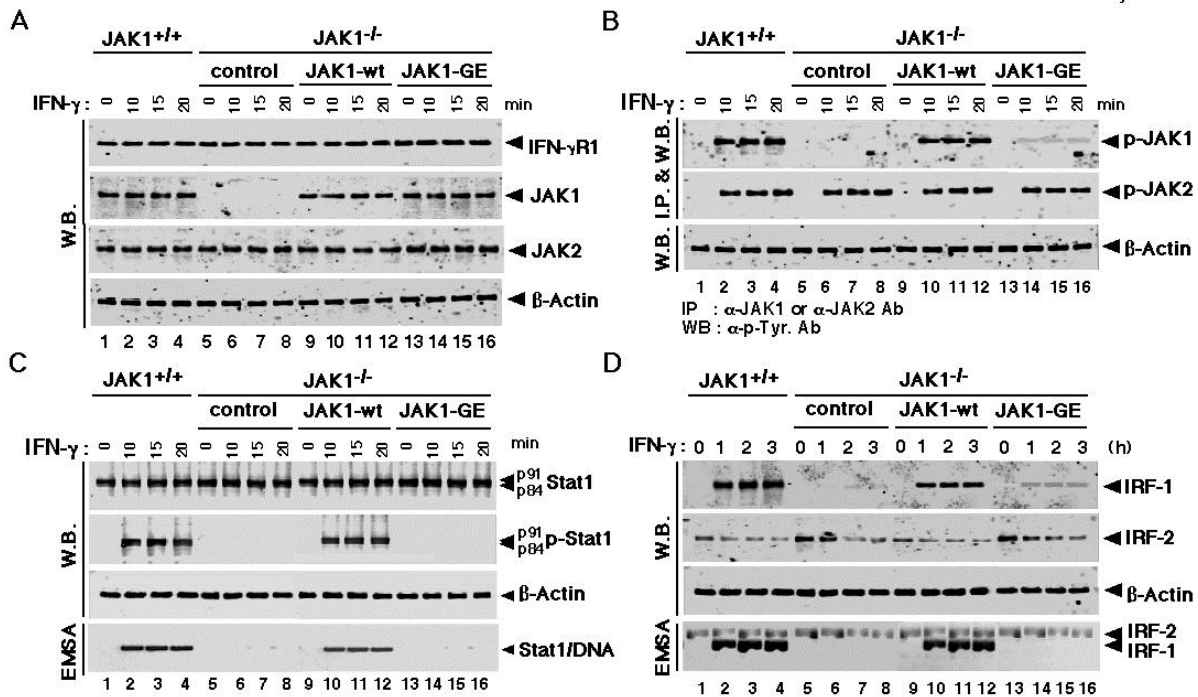 A
JAK1+/+ JAK1-/-
control JAK1-wt JAK1-GE
IFN-γ : 0 10 15 20 0 10 15 20 0 10 15 20 0 10 15 20 min
W.B.
IFN-γR1
JAK1
JAK2
β-Actin
1 2 3 4 5 6 7 8 9 10 11 12 13 14 15 16
B
JAK1+/+ JAK1-/-
control JAK1-wt JAK1-GE
IFN-γ : 0 10 15 20 0 10 15 20 0 10 15 20 0 10 15 20 min
I.P. & W.B.
p-JAK1
p-JAK2
W.B.
β-Actin
1 2 3 4 5 6 7 8 9 10 11 12 13 14 15 16
IP : α-JAK1 or α-JAK2 Ab
WB : α-p-Tyr. Ab
C
JAK1+/+ JAK1-/-
control JAK1-wt JAK1-GE
IFN-γ : 0 10 15 20 0 10 15 20 0 10 15 20 0 10 15 20 min
W.B.
p91 p84 Stat1
p91 p84 p-Stat1
β-Actin
EMSA
Stat1/DNA
1 2 3 4 5 6 7 8 9 10 11 12 13 14 15 16
D
JAK1+/+ JAK1-/-
control JAK1-wt JAK1-GE
IFN-γ : 0 1 2 3 0 1 2 3 0 1 2 3 0 1 2 3 (h)
W.B.
IRF-1
IRF-2
β-Actin
EMSA
IRF-2
IRF-1
1 2 3 4 5 6 7 8 9 10 11 12 13 14 15 16